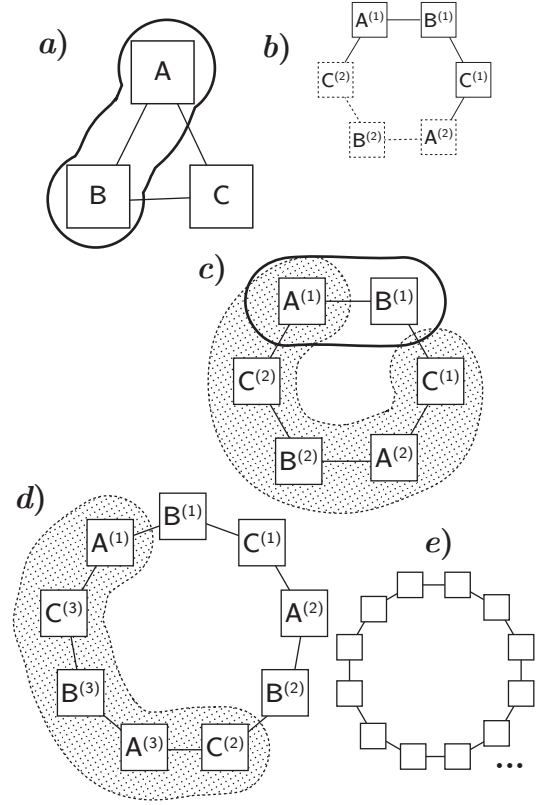 a)
A
B
C
b)
A(1)
B(1)
C(2)
C(1)
B(2)
A(2)
c)
A(1)
B(1)
C(2)
C(1)
B(2)
A(2)
d)
B(1)
A(1)
C(1)
C(3)
A(2)
B(3)
B(2)
A(3)
C(2)
e)
...